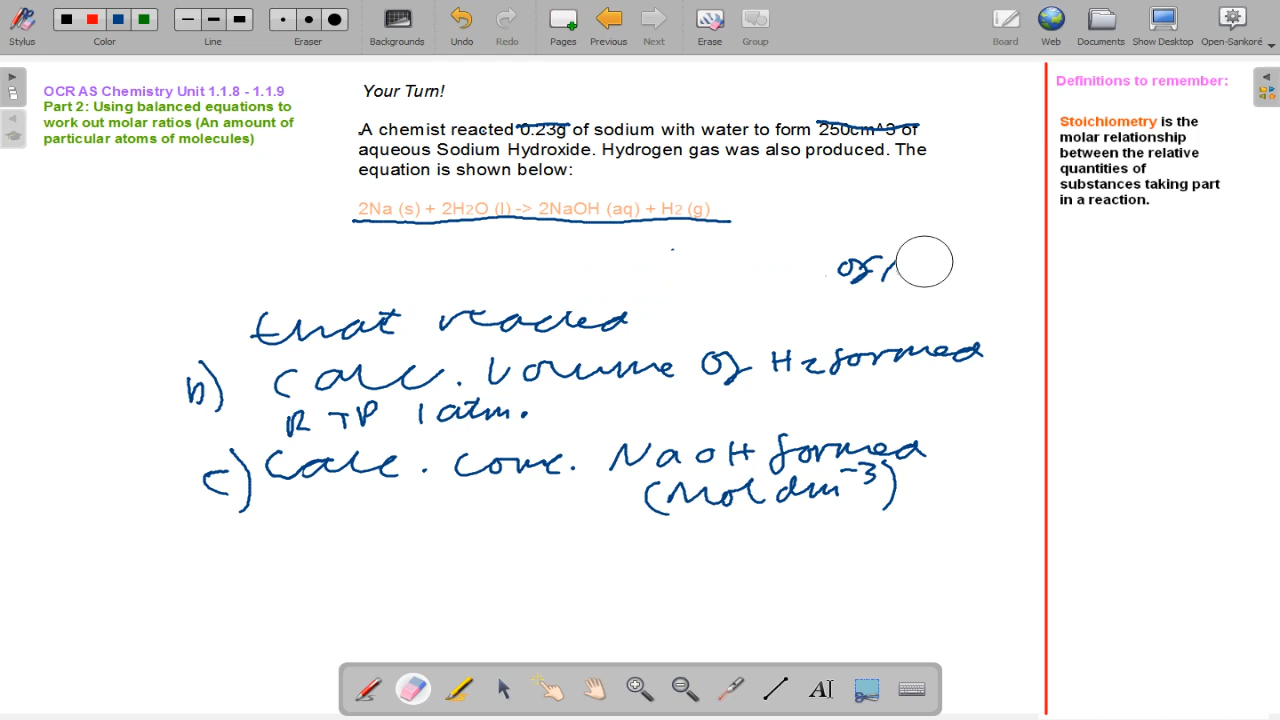 Stylus
Color
Line
Eraser
Backgrounds
Undo
Redo
Pages
Previous
Next
Erase
Group
Board
Web
Documents
Show Desktop
Open-Sankoré
OCR AS Chemistry Unit 1.1.8 - 1.1.9
Part 2: Using balanced equations to
work out molar ratios (An amount of
particular atoms of molecules)
Your Turn!
A chemist reacted 0.23g of sodium with water to form 250cm^3 of
aqueous Sodium Hydroxide. Hydrogen gas was also produced. The
equation is shown below:
2Na (s) + 2H2O (l) -> 2NaOH (aq) + H2 (g)
of
that reacted
b) Calc. Volume of H2 formed
RTP 1 atm.
c) Calc. conc. NaOH formed
(Mol dm⁻³)
Definitions to remember:
Stoichiometry is the
molar relationship
between the relative
quantities of
substances taking part
in a reaction.
AI